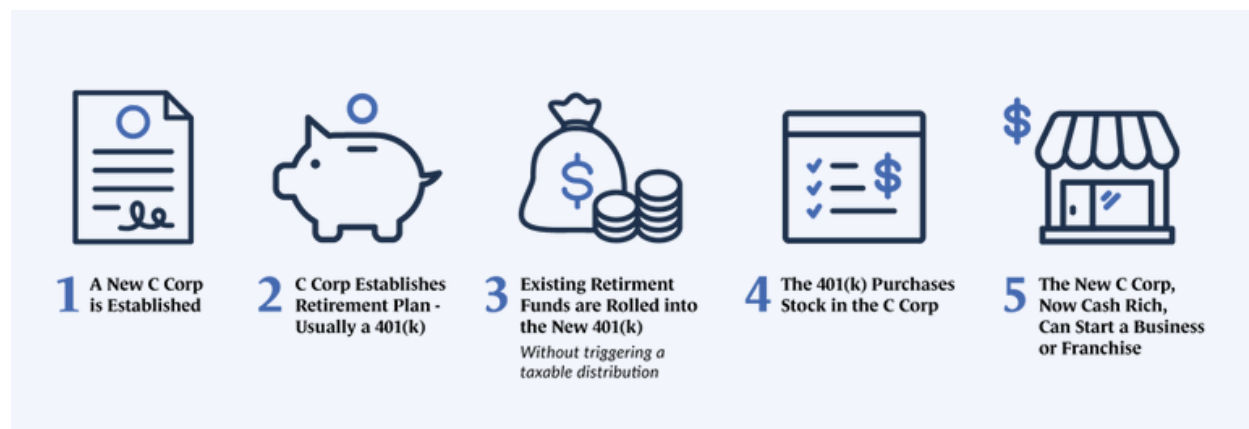 1 A New C Corp
is Established
2 C Corp Establishes
Retirement Plan -
Usually a 401(k)
$
3 Existing Retirment
Funds are Rolled into
the New 401(k)
Without triggering a
taxable distribution
$
4 The 401(k) Purchases
Stock in the C Corp
$
5 The New C Corp,
Now Cash Rich,
Can Start a Business
or Franchise